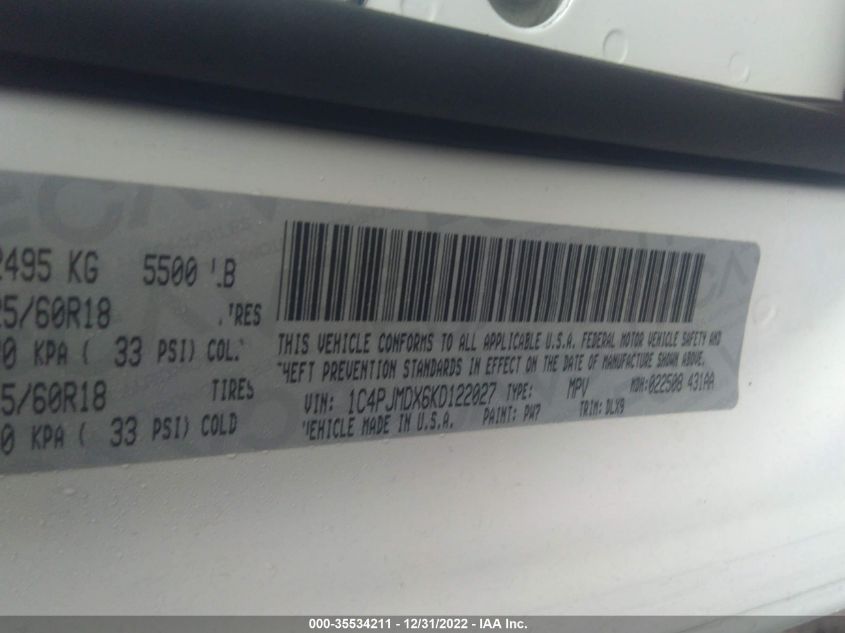 2495 KG 5500 LB
25/60R18 TIRES
0 KPA ( 33 PSI) COLD
5/60R18 TIRES
0 KPA ( 33 PSI) COLD
THIS VEHICLE CONFORMS TO ALL APPLICABLE U.S.A. FEDERAL MOTOR VEHICLE SAFETY AND
THEFT PREVENTION STANDARDS IN EFFECT ON THE DATE OF MANUFACTURE SHOWN ABOVE.
VIN: 1C4PJMDX6KD122027 TYPE: MPV MDH:022508 431AA
VEHICLE MADE IN U.S.A. PAINT: PW7 TRIM: DLX9
000-35534211 - 12/31/2022 - IAA Inc.